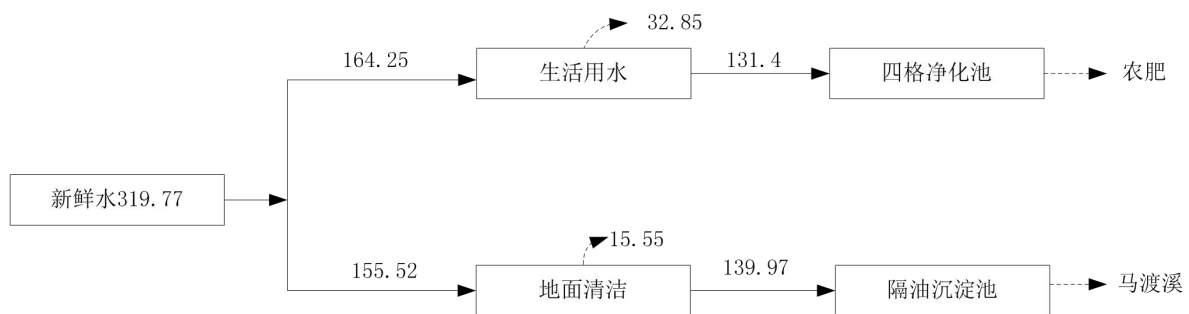 32.85
164.25
生活用水
131.4
四格净化池
农肥
新鲜水319.77
15.55
155.52
地面清洁
139.97
隔油沉淀池
马渡溪